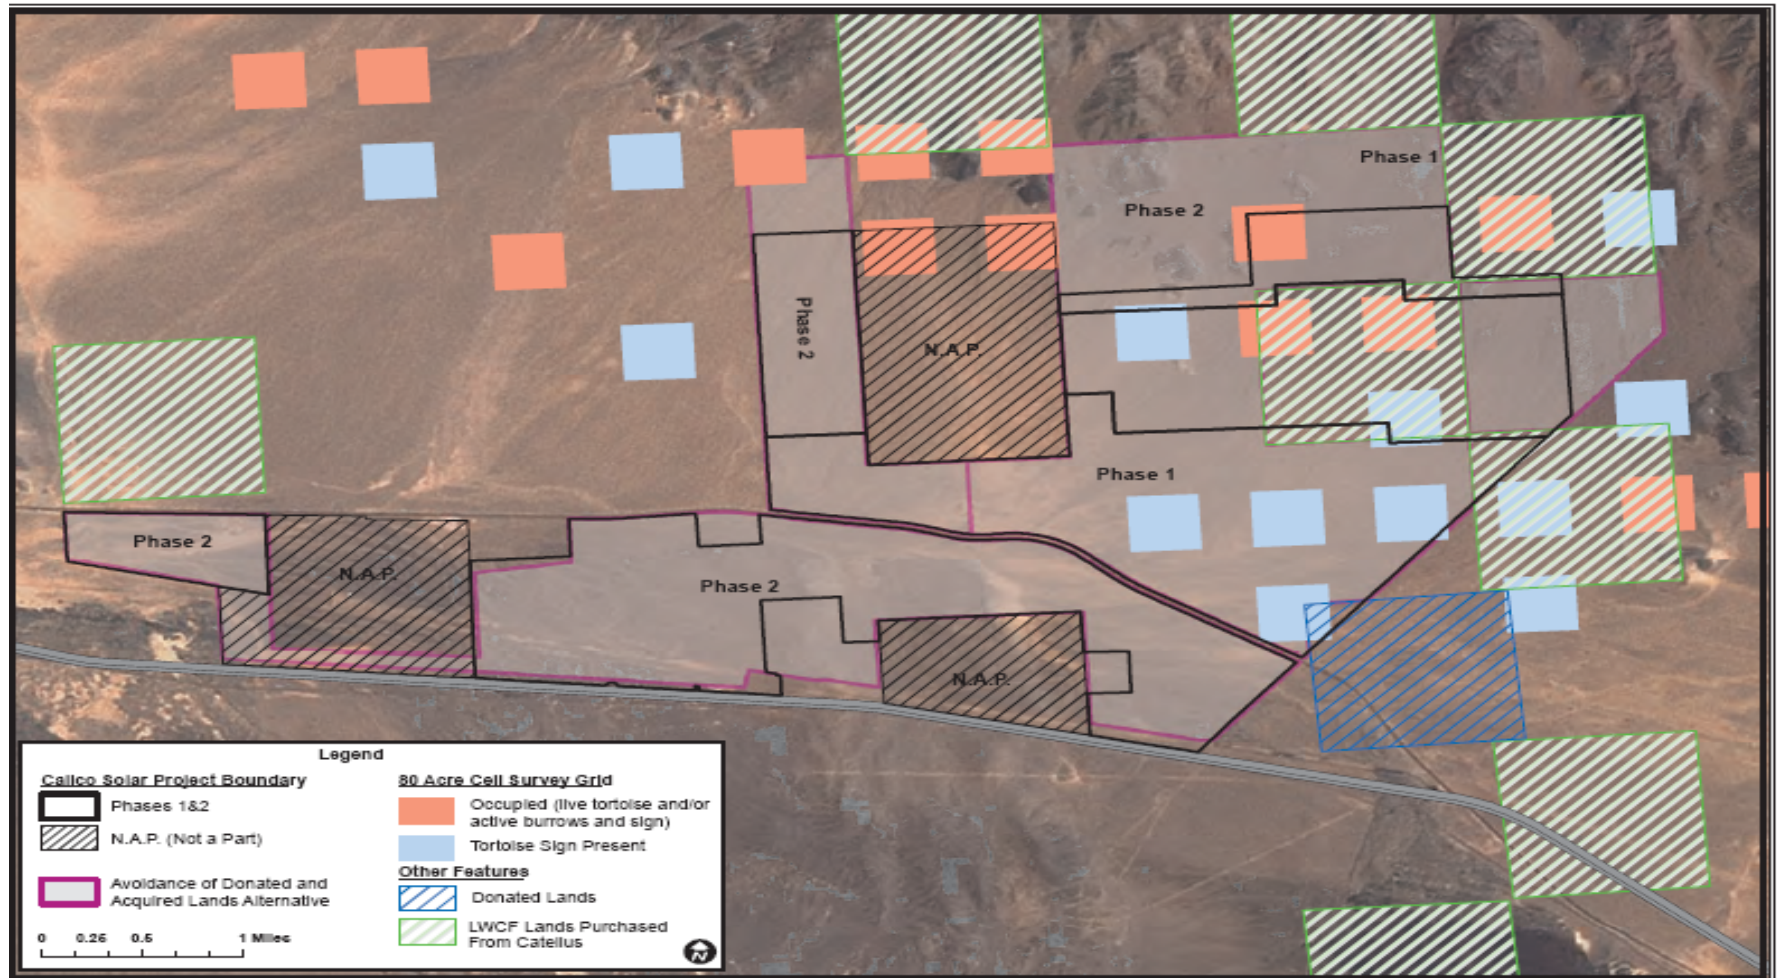 Phase 1
Phase 2
Phase 2
N.A.P.
Phase 1
Phase 2
N.A.P.
Phase 2
N.A.P.
Legend
Calico Solar Project Boundary
Phases 1&2
N.A.P. (Not a Part)
Avoidance of Donated and
Acquired Lands Alternative
0 0.25 0.5 1 Miles
80 Acre Cell Survey Grid
Occupied (live tortoise and/or
active burrows and sign)
Tortoise Sign Present
Other Features
Donated Lands
LWCF Lands Purchased
From Catellus
N